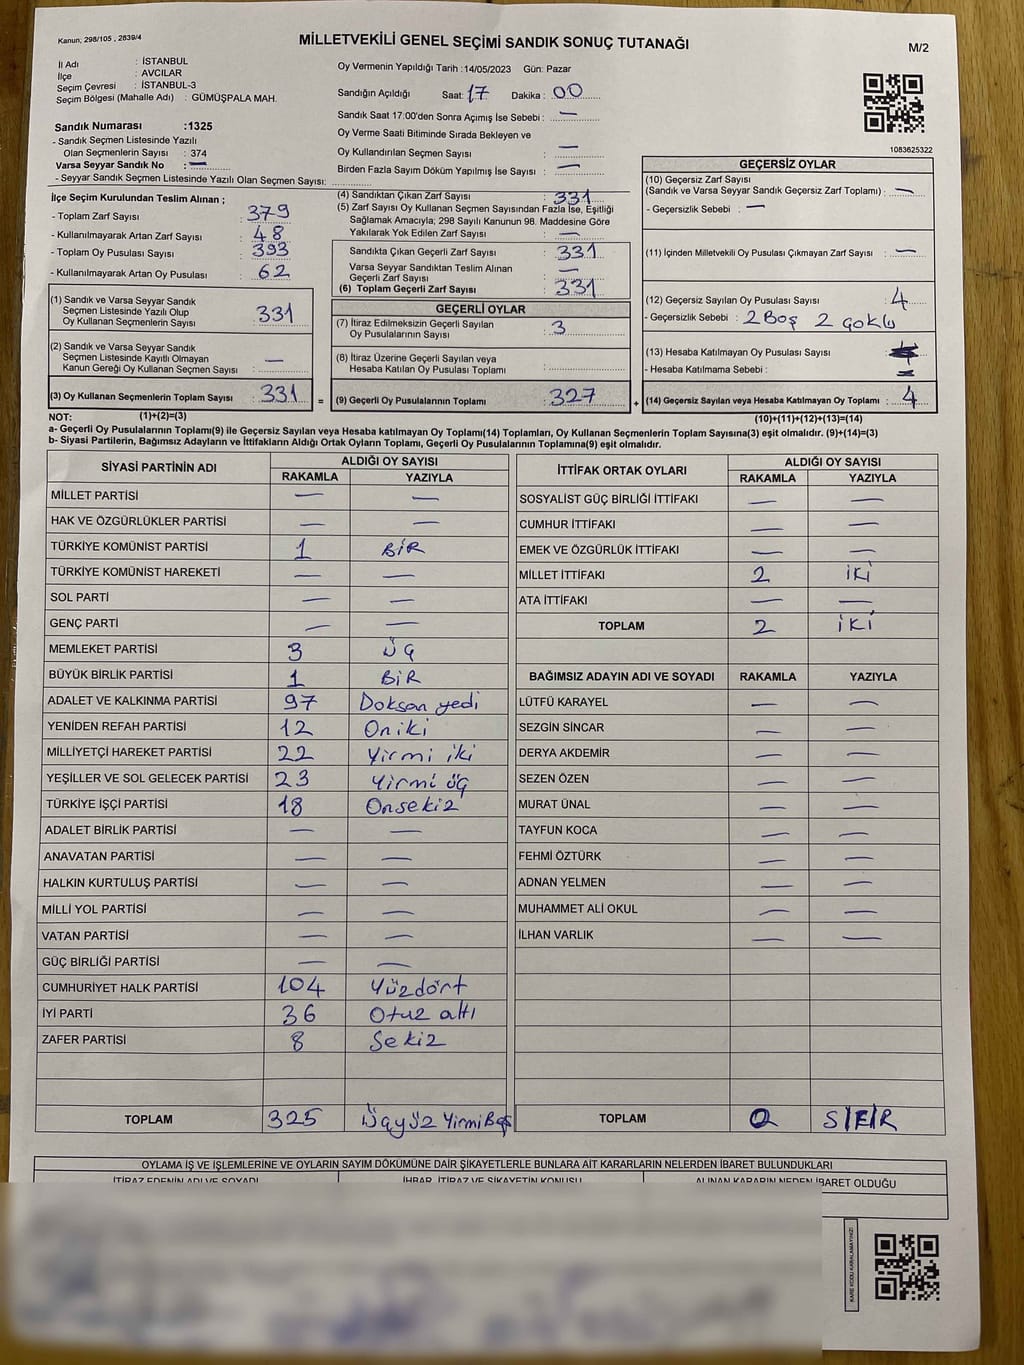 Kanun; 298/105 , 2839/4
MİLLETVEKİLİ GENEL SEÇİMİ SANDIK SONUÇ TUTANAĞI
M/2
İl Adı : İSTANBUL
İlçe : AVCILAR
Seçim Çevresi : İSTANBUL-3
Seçim Bölgesi (Mahalle Adı) : GÜMÜŞPALA MAH.
Sandık Numarası :1325
- Sandık Seçmen Listesinde Yazılı
Olan Seçmenlerin Sayısı : 374
Varsa Seyyar Sandık No : —
- Seyyar Sandık Seçmen Listesinde Yazılı Olan Seçmen Sayısı:
Oy Vermenin Yapıldığı Tarih :14/05/2023 Gün: Pazar
Sandığın Açıldığı Saat: 17 Dakika : 00
Sandık Saat 17:00'den Sonra Açımış İse Sebebi : —
Oy Verme Saati Bitiminde Sırada Bekleyen ve
Oy Kullandırılan Seçmen Sayısı : —
Birden Fazla Sayım Döküm Yapılmış İse Sayısı : —
1083625322
İlçe Seçim Kurulundan Teslim Alınan ;
- Toplam Zarf Sayısı : 379
- Kullanılmayarak Artan Zarf Sayısı : 48
- Toplam Oy Pusulası Sayısı : 393
- Kullanılmayarak Artan Oy Pusulası : 62
(1) Sandık ve Varsa Seyyar Sandık
Seçmen Listesinde Yazılı Olup
Oy Kullanan Seçmenlerin Sayısı : 331
(2) Sandık ve Varsa Seyyar Sandık
Seçmen Listesinde Kayıtlı Olmayan
Kanun Gereği Oy Kullanan Seçmen Sayısı : —
(3) Oy Kullanan Seçmenlerin Toplam Sayısı : 331
(4) Sandıktan Çıkan Zarf Sayısı : 331
(5) Zarf Sayısı Oy Kullanan Seçmen Sayısından Fazla İse, Eşitliği
Sağlamak Amacıyla; 298 Sayılı Kanunun 98. Maddesine Göre
Yakılarak Yok Edilen Zarf Sayısı : —
Sandıkta Çıkan Geçerli Zarf Sayısı : 331
Varsa Seyyar Sandıktan Teslim Alınan
Geçerli Zarf Sayısı : —
(6) Toplam Geçerli Zarf Sayısı : 331
GEÇERLİ OYLAR
(7) İtiraz Edilmeksizin Geçerli Sayılan
Oy Pusulalarının Sayısı : 3
(8) İtiraz Üzerine Geçerli Sayılan veya
Hesaba Katılan Oy Pusulası Toplamı :
= (9) Geçerli Oy Pusulalarının Toplamı : 327
GEÇERSİZ OYLAR
(10) Geçersiz Zarf Sayısı
(Sandık ve Varsa Seyyar Sandık Geçersiz Zarf Toplamı) : —
- Geçersizlik Sebebi : —
(11) İçinden Milletvekili Oy Pusulası Çıkmayan Zarf Sayısı : —
(12) Geçersiz Sayılan Oy Pusulası Sayısı : 4
- Geçersizlik Sebebi : 2 Boş 2 çoklu
(13) Hesaba Katılmayan Oy Pusulası Sayısı :
- Hesaba Katılmama Sebebi :
+ (14) Geçersiz Sayılan veya Hesaba Katılmayan Oy Toplamı : 4
NOT: (1)+(2)=(3)
(10)+(11)+(12)+(13)=(14)
a- Geçerli Oy Pusulalarının Toplamı(9) ile Geçersiz Sayılan veya Hesaba Katılmayan Oy Toplamı(14) Toplamları, Oy Kullanan Seçmenlerin Toplam Sayısına(3) eşit olmalıdır. (9)+(14)=(3)
b- Siyasi Partilerin, Bağımsız Adayların ve İttifakların Aldığı Ortak Oyların Toplamı, Geçerli Oy Pusulalarının Toplamına(9) eşit olmalıdır.
SİYASİ PARTİNİN ADI ALDIĞI OY SAYISI
RAKAMLA YAZIYLA
MİLLET PARTİSİ — —
HAK VE ÖZGÜRLÜKLER PARTİSİ — —
TÜRKİYE KOMÜNİST PARTİSİ 1 BİR
TÜRKİYE KOMÜNİST HAREKETİ — —
SOL PARTİ — —
GENÇ PARTİ — —
MEMLEKET PARTİSİ 3 Üç
BÜYÜK BİRLİK PARTİSİ 1 BİR
ADALET VE KALKINMA PARTİSİ 97 Doksan yedi
YENİDEN REFAH PARTİSİ 12 Oniki
MİLLİYETÇİ HAREKET PARTİSİ 22 Yirmi iki
YEŞİLLER VE SOL GELECEK PARTİSİ 23 Yirmi üç
TÜRKİYE İŞÇİ PARTİSİ 18 Onsekiz
ADALET BİRLİK PARTİSİ — —
ANAVATAN PARTİSİ — —
HALKIN KURTULUŞ PARTİSİ — —
MİLLİ YOL PARTİSİ — —
VATAN PARTİSİ — —
GÜÇ BİRLİĞİ PARTİSİ — —
CUMHURİYET HALK PARTİSİ 104 Yüzdört
İYİ PARTİ 36 Otuz altı
ZAFER PARTİSİ 8 Sekiz
TOPLAM 325 Üçyüz YirmiBeş
İTTİFAK ORTAK OYLARI ALDIĞI OY SAYISI
RAKAMLA YAZIYLA
SOSYALİST GÜÇ BİRLİĞİ İTTİFAKI — —
CUMHUR İTTİFAKI — —
EMEK VE ÖZGÜRLÜK İTTİFAKI — —
MİLLET İTTİFAKI 2 İKİ
ATA İTTİFAKI — —
TOPLAM 2 İKİ
BAĞIMSIZ ADAYIN ADI VE SOYADI RAKAMLA YAZIYLA
LÜTFÜ KARAYEL — —
SEZGİN SİNCAR — —
DERYA AKDEMİR — —
SEZEN ÖZEN — —
MURAT ÜNAL — —
TAYFUN KOCA — —
FEHMİ ÖZTÜRK — —
ADNAN YELMEN — —
MUHAMMET ALİ OKUL — —
İLHAN VARLIK — —
TOPLAM 0 SIFIR
OYLAMA İŞ VE İŞLEMLERİNE VE OYLARIN SAYIM DÖKÜMÜNE DAİR ŞİKAYETLERLE BUNLARA AİT KARARLARIN NELERDEN İBARET BULUNDUKLARI
İTİRAZ EDENİN ADI VE SOYADI İHBAR, İTİRAZ VE ŞİKAYETİN KONUSU ALINAN KARARIN NEDEN İBARET OLDUĞU
KARE KODU KARALAMAYINIZ!